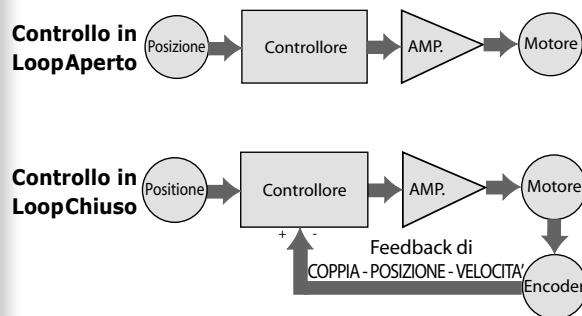 Controllo in
Loop Aperto
Posizione
Controllore
AMP.
Motore
Controllo in
Loop Chiuso
Positione
Controllore
AMP.
Motore
+ -
Feedback di
COPPIA - POSIZIONE - VELOCITA'
Encoder